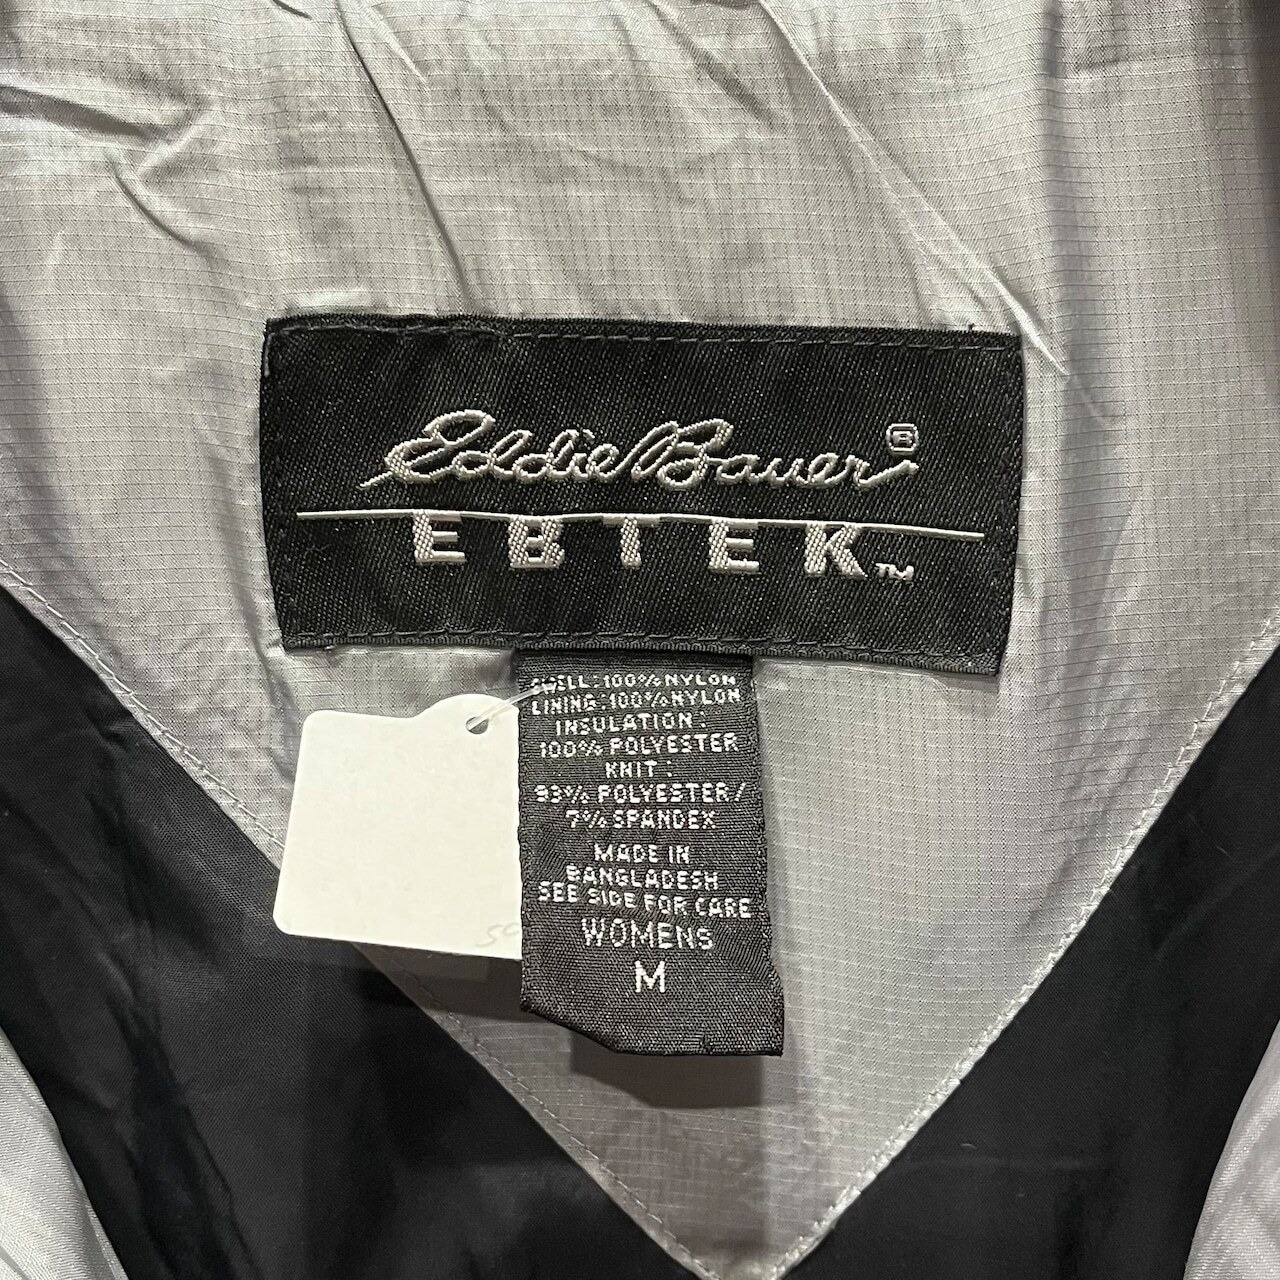 Eddie Bauer®
EBTEK™
SHELL:100%NYLON
LINING:100%NYLON
INSULATION:
100% POLYESTER
KNIT:
93% POLYESTER/
7% SPANDEX
MADE IN
BANGLADESH
SEE SIDE FOR CARE
WOMENS
M